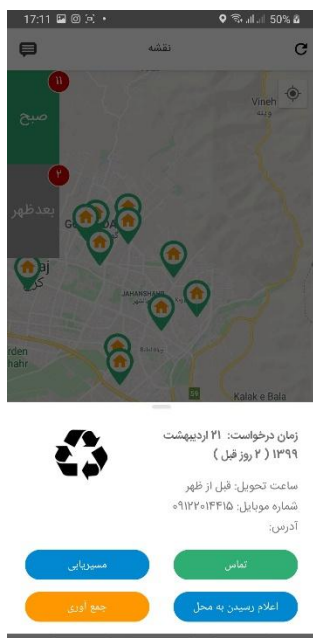 17:11 50%
نقشه
۱۱
صبح
Vineh
وینه
۲
بعدظهر
JAHANSHAHR
Kalak e Bala
زمان درخواست: ۲۱ اردیبهشت
۱۳۹۹ ( ۲ روز قبل )
ساعت تحویل: قبل از ظهر
شماره موبایل: ۰۹۱۲۲۰۱۴۴۱۵
آدرس:
تماس
مسیریابی
اعلام رسیدن به محل
جمع آوری